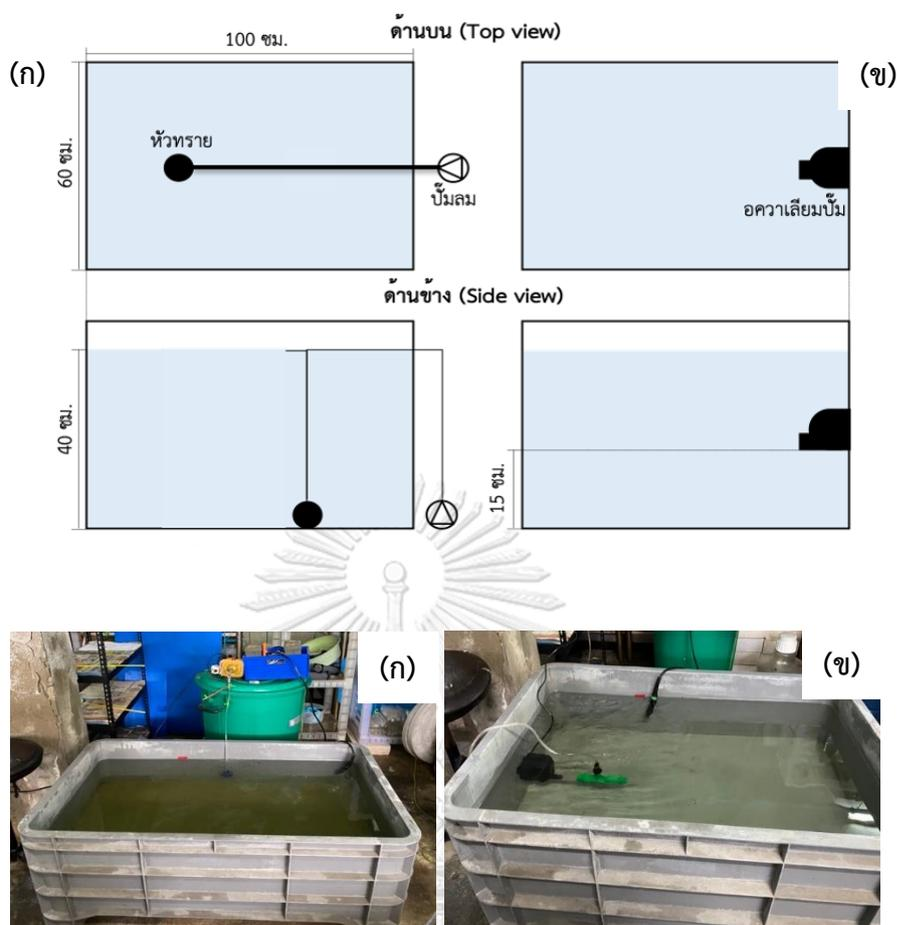 ด้านบน (Top view)
100 ซม.
(ก)
(ข)
60 ซม.
หัวทราย
ปั๊มลม
อควาเลียมปั๊ม
ด้านข้าง (Side view)
40 ซม.
15 ซม.
(ก)
(ข)